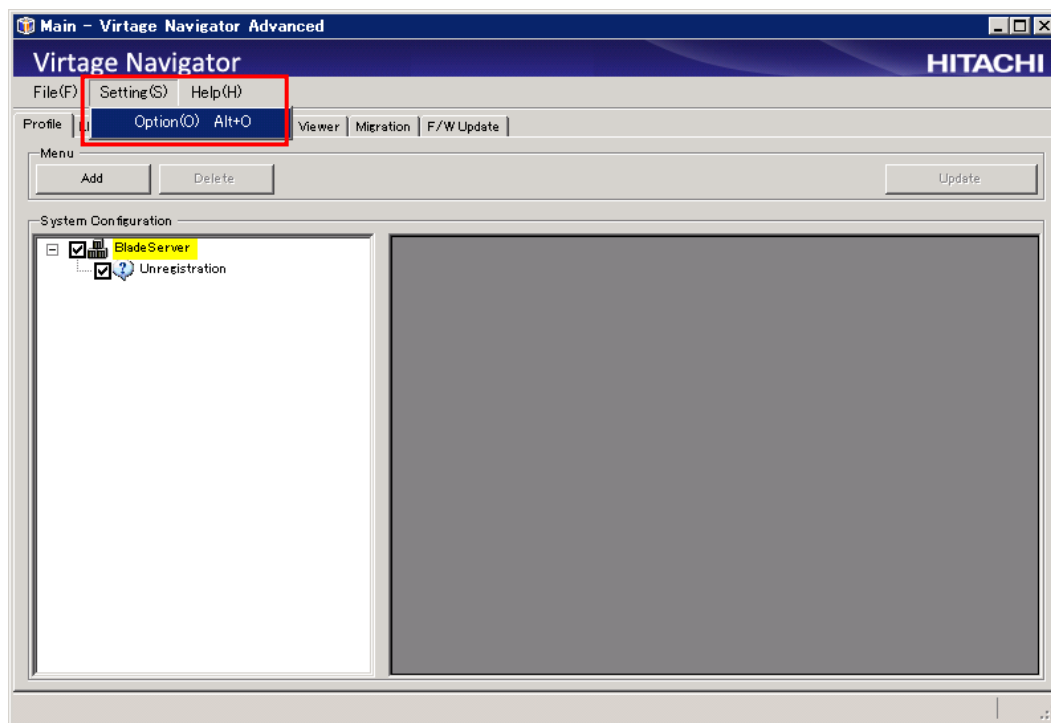 Main - Virtage Navigator Advanced
Virtage Navigator
HITACHI
File(F) Setting(S) Help(H)
Option(O) Alt+O
Profile Viewer Migration F/W Update
Menu
Add Delete Update
System Configuration
BladeServer
Unregistration